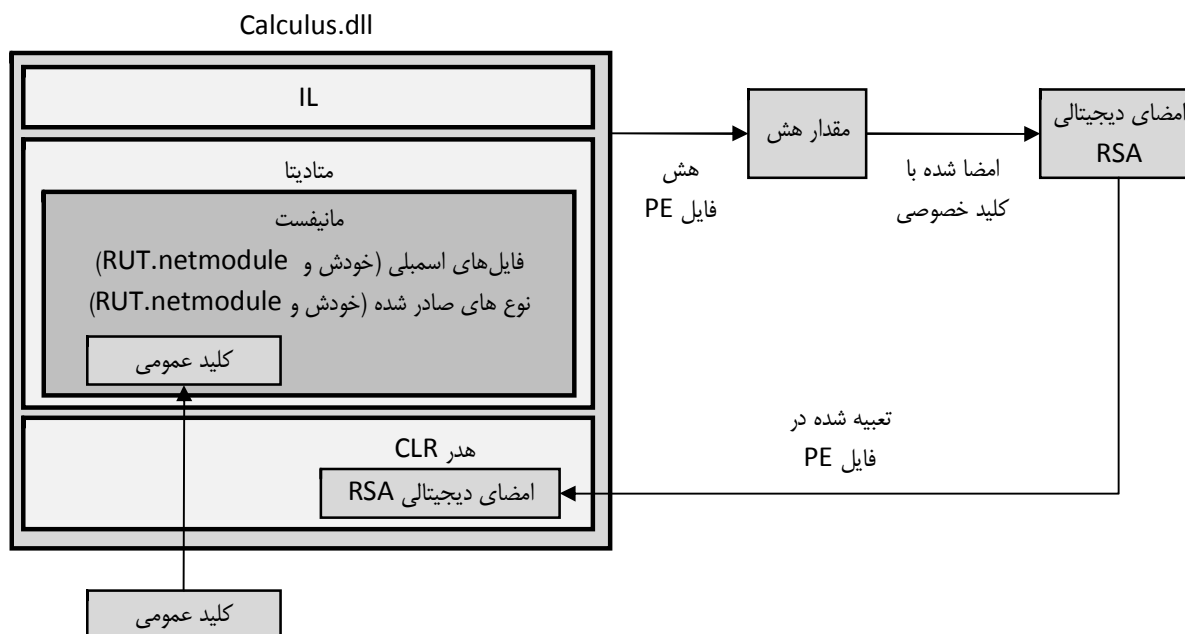 Calculus.dll
IL
متادیتا
مانیفست
فایل‌های اسمبلی (خودش و RUT.netmodule)
نوع های صادر شده (خودش و RUT.netmodule)
کلید عمومی
هدر CLR
امضای دیجیتالی RSA
کلید عمومی
هش
فایل PE
مقدار هش
امضا شده با
کلید خصوصی
امضای دیجیتالی
RSA
تعبیه شده در
فایل PE